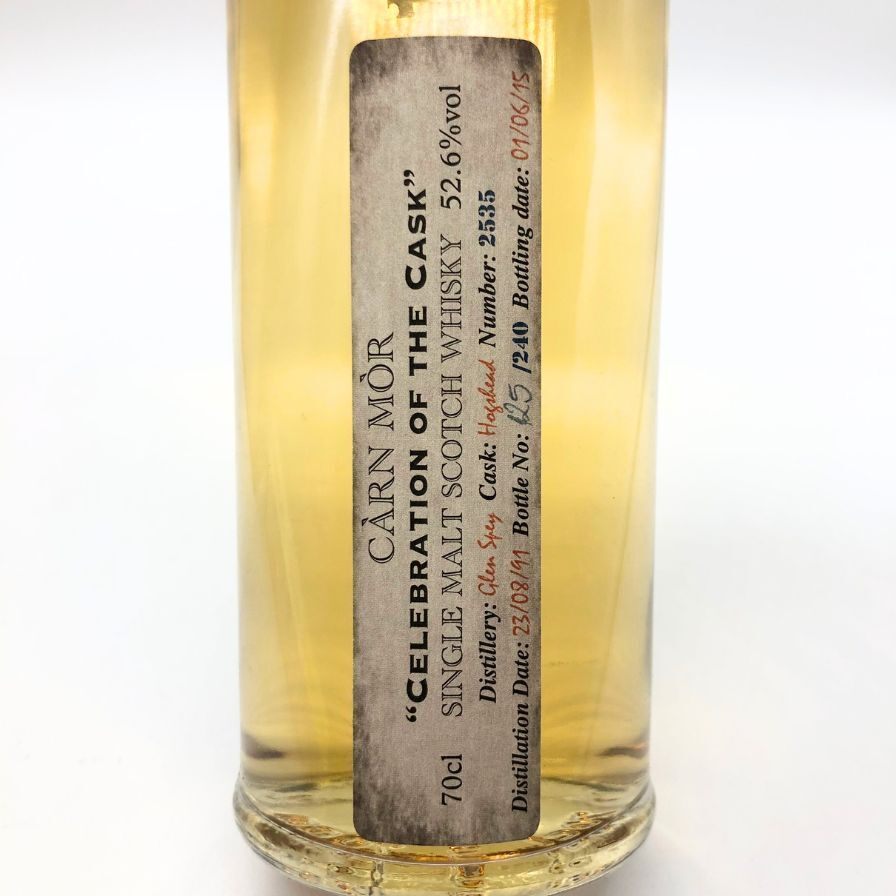 CÀRN MÒR
“CELEBRATION OF THE CASK”
70cl SINGLE MALT SCOTCH WHISKY 52.6%vol
Distillery: Glen Spey Cask: Hogshead Number: 2535
Distillation Date: 23/08/91 Bottle No: 125 /240 Bottling date: 01/06/15